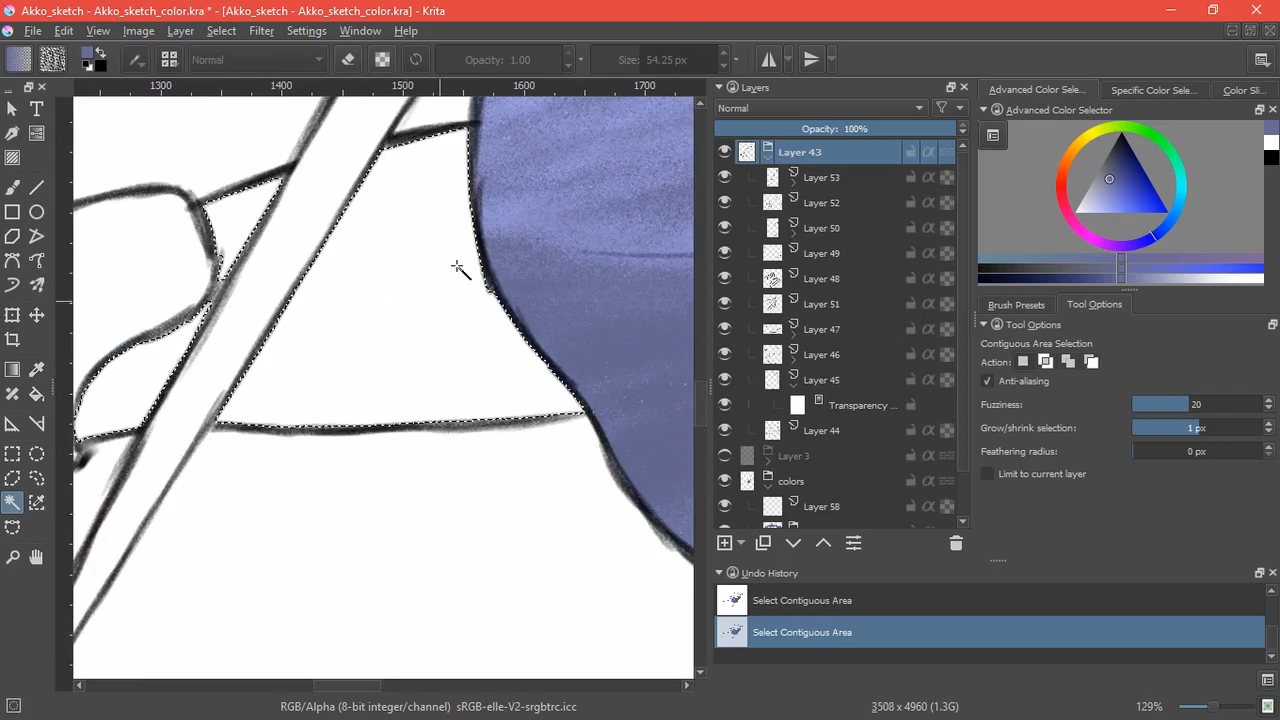 Akko_sketch - Akko_sketch_color.kra * - [Akko_sketch - Akko_sketch_color.kra] - Krita
File Edit View Image Layer Select Filter Settings Window Help
Normal Opacity: 1.00 Size: 54.25 px
1300 1400 1500 1600 1700
Layers
Normal
Opacity: 100%
Layer 43
Layer 53
Layer 52
Layer 50
Layer 49
Layer 48
Layer 51
Layer 47
Layer 46
Layer 45
Transparency ...
Layer 44
Layer 3
colors
Layer 58
Undo History
Select Contiguous Area
Select Contiguous Area
Advanced Color Sele... Specific Color Sele... Color Sli...
Advanced Color Selector
Brush Presets Tool Options
Tool Options
Contiguous Area Selection
Action:
Anti-aliasing
Fuzziness: 20
Grow/shrink selection: 1 px
Feathering radius: 0 px
Limit to current layer
RGB/Alpha (8-bit integer/channel) sRGB-elle-V2-srgbtrc.icc 3508 x 4960 (1.3G) 129%